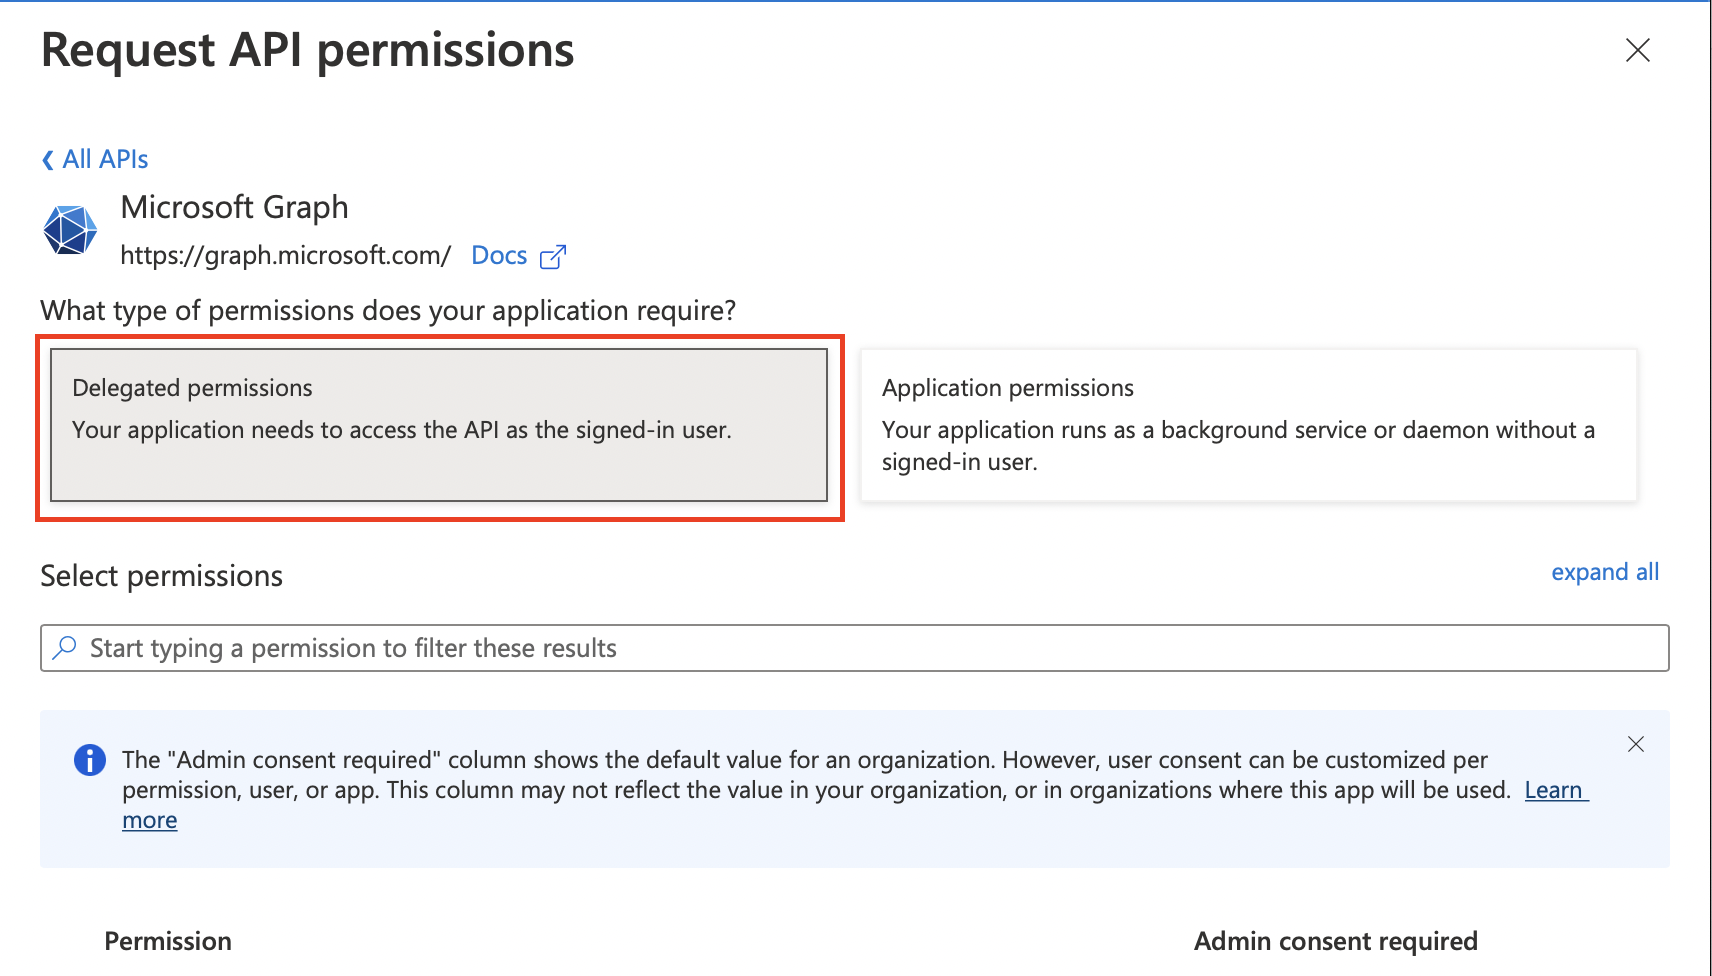 Request API permissions
All APIs
Microsoft Graph
https://graph.microsoft.com/ Docs
What type of permissions does your application require?
Delegated permissions
Your application needs to access the API as the signed-in user.
Application permissions
Your application runs as a background service or daemon without a
signed-in user.
Select permissions
expand all
Start typing a permission to filter these results
The "Admin consent required" column shows the default value for an organization. However, user consent can be customized per
permission, user, or app. This column may not reflect the value in your organization, or in organizations where this app will be used. Learn
more
Permission Admin consent required